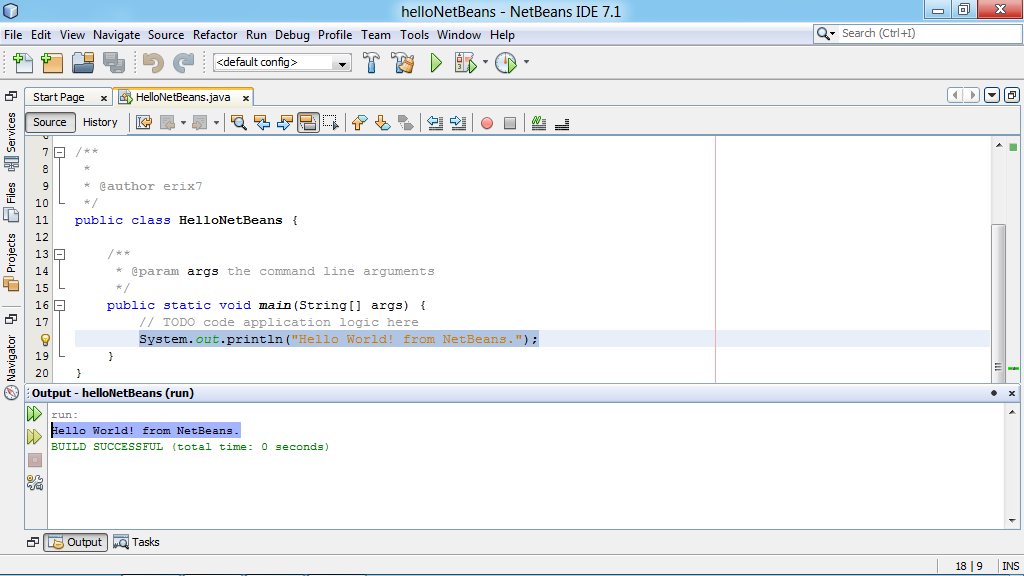 helloNetBeans - NetBeans IDE 7.1
File Edit View Navigate Source Refactor Run Debug Profile Team Tools Window Help
Search (Ctrl+I)
<default config>
Start Page x HelloNetBeans.java x
Source History
Services
Files
Projects
Navigator
7 /**
8 *
9 * @author erix7
10 */
11 public class HelloNetBeans {
12
13 /**
14 * @param args the command line arguments
15 */
16 public static void main(String[] args) {
17 // TODO code application logic here
System.out.println("Hello World! from NetBeans.");
19 }
20 }
Output - helloNetBeans (run)
run:
Hello World! from NetBeans.
BUILD SUCCESSFUL (total time: 0 seconds)
Output Tasks
18 | 9 INS